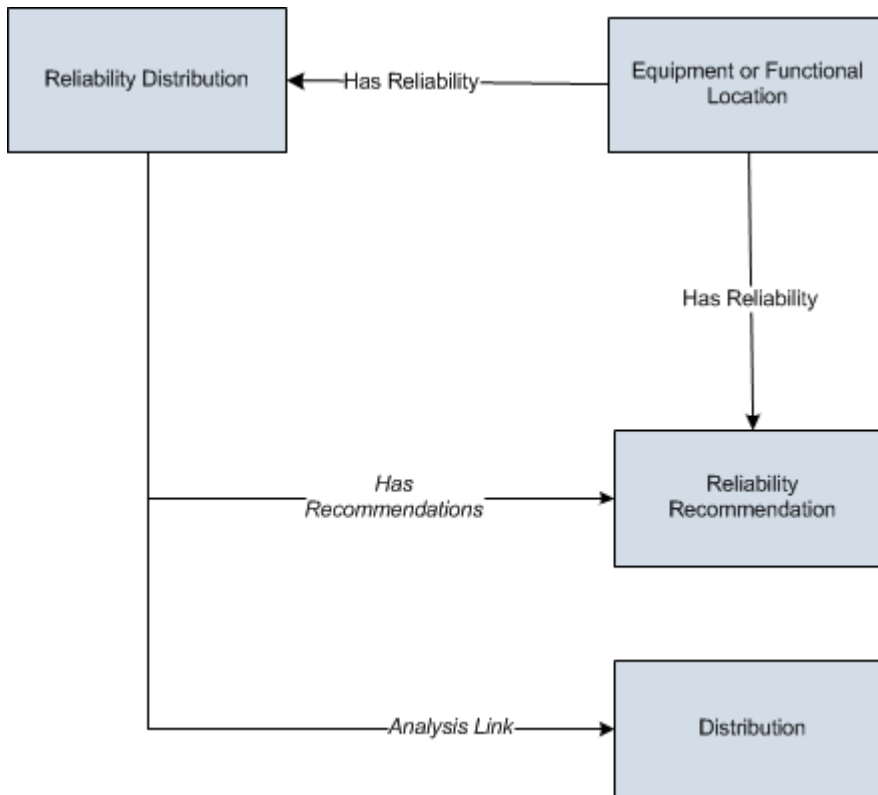 Reliability Distribution
Has Reliability
Equipment or Functional
Location
Has Reliability
Has
Recommendations
Reliability
Recommendation
Analysis Link
Distribution